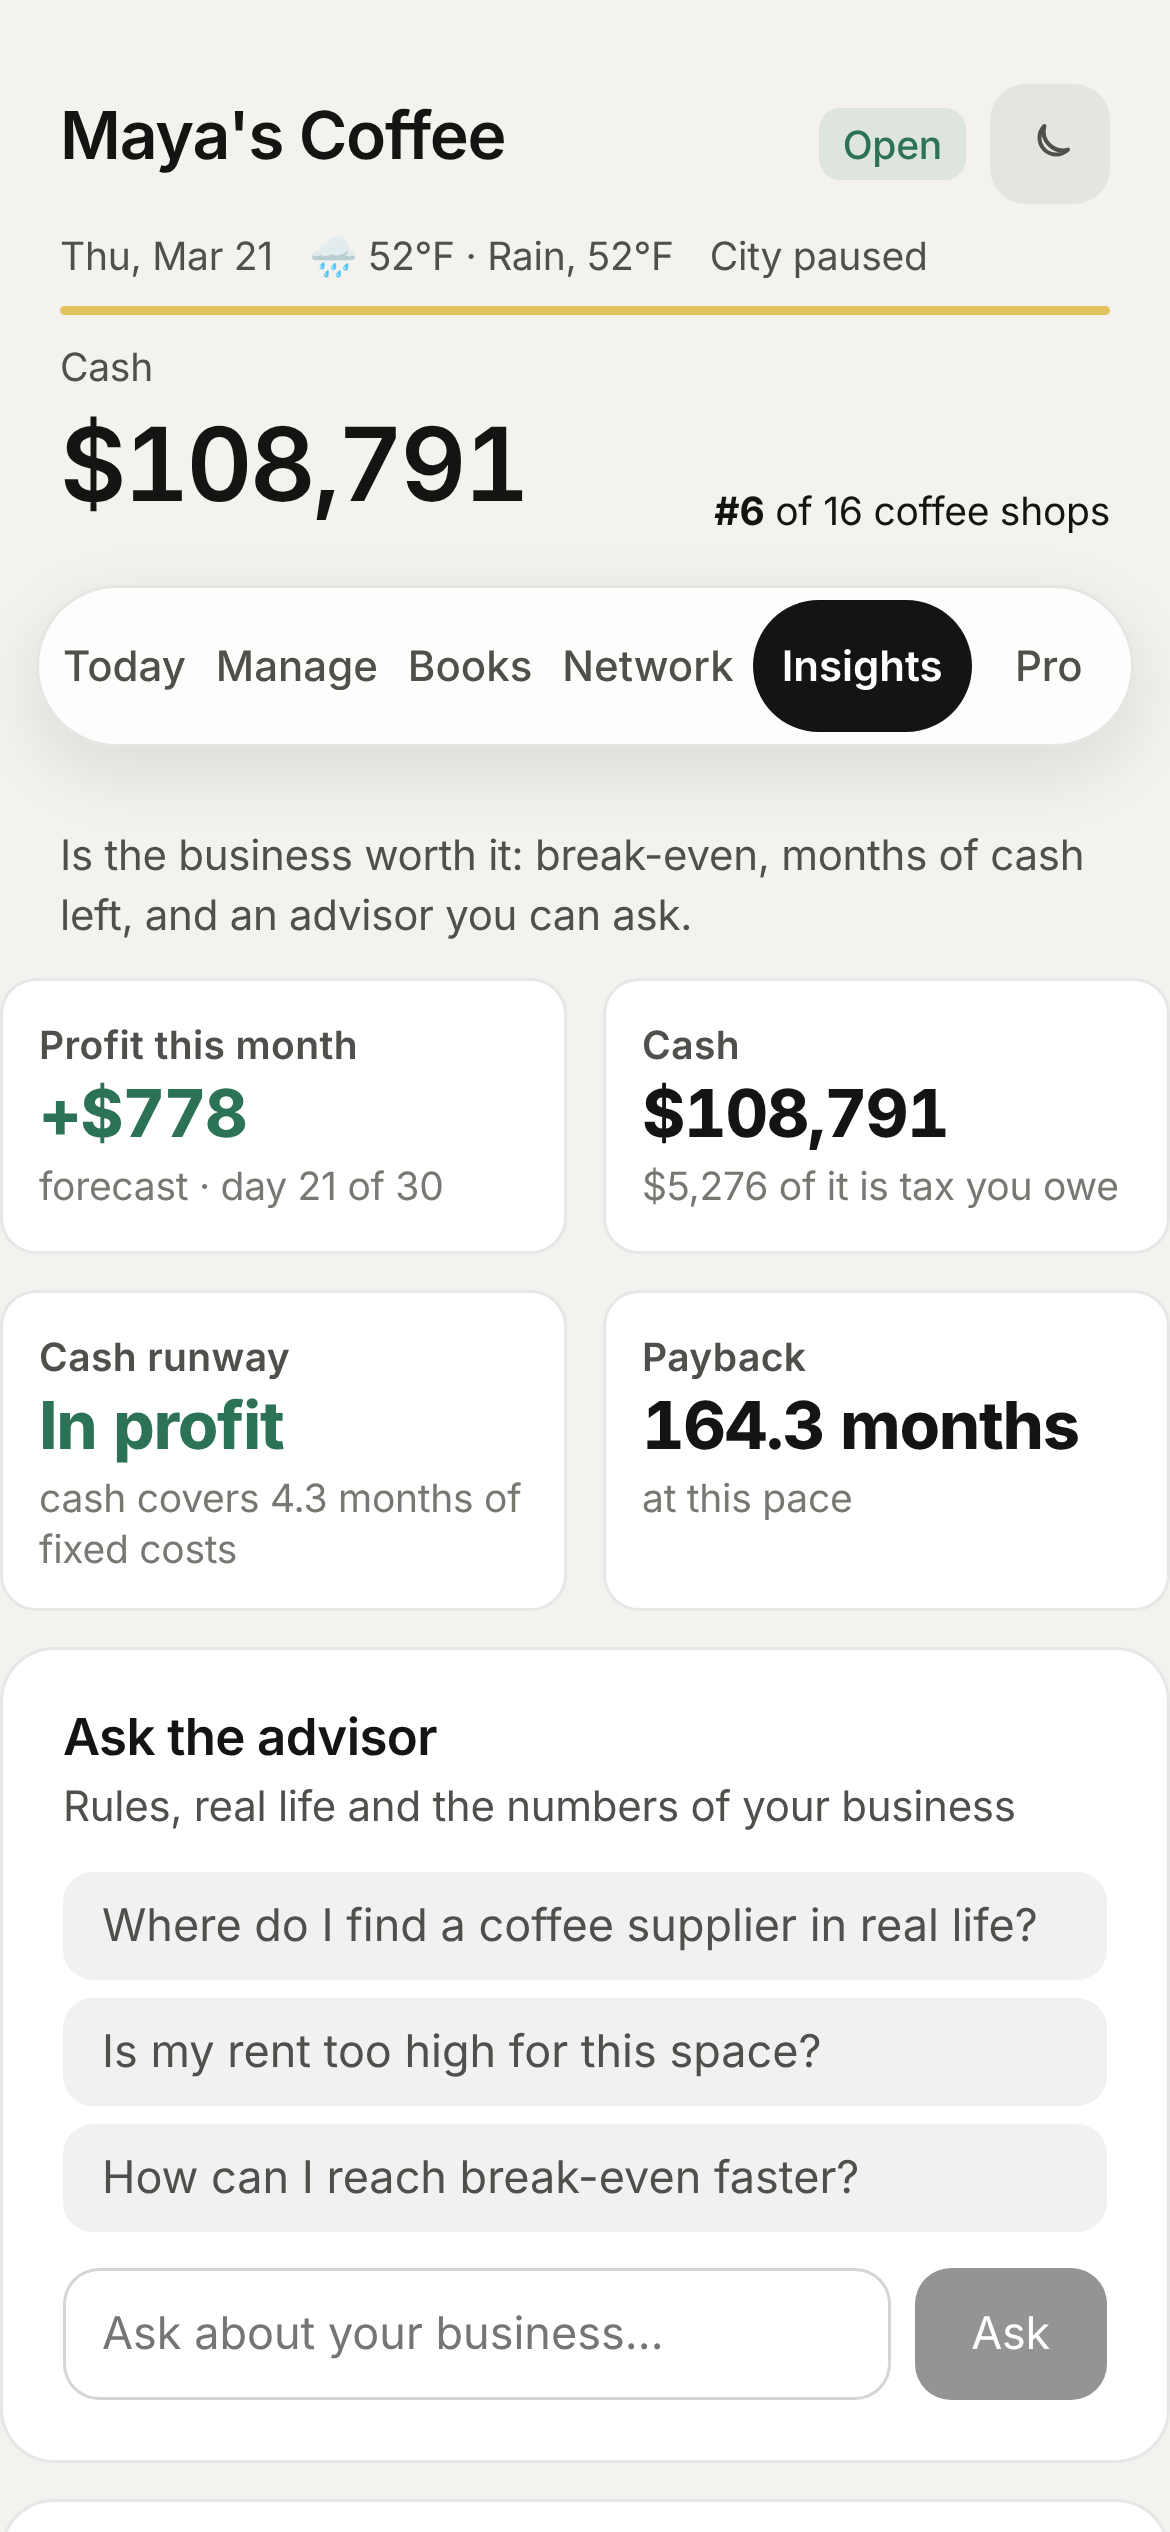 Maya's Coffee
Open
Thu, Mar 21 52°F · Rain, 52°F City paused
Cash
$108,791
#6 of 16 coffee shops
Today Manage Books Network Insights Pro
Is the business worth it: break-even, months of cash
left, and an advisor you can ask.
Profit this month
+$778
forecast · day 21 of 30
Cash
$108,791
$5,276 of it is tax you owe
Cash runway
In profit
cash covers 4.3 months of
fixed costs
Payback
164.3 months
at this pace
Ask the advisor
Rules, real life and the numbers of your business
Where do I find a coffee supplier in real life?
Is my rent too high for this space?
How can I reach break-even faster?
Ask about your business...
Ask